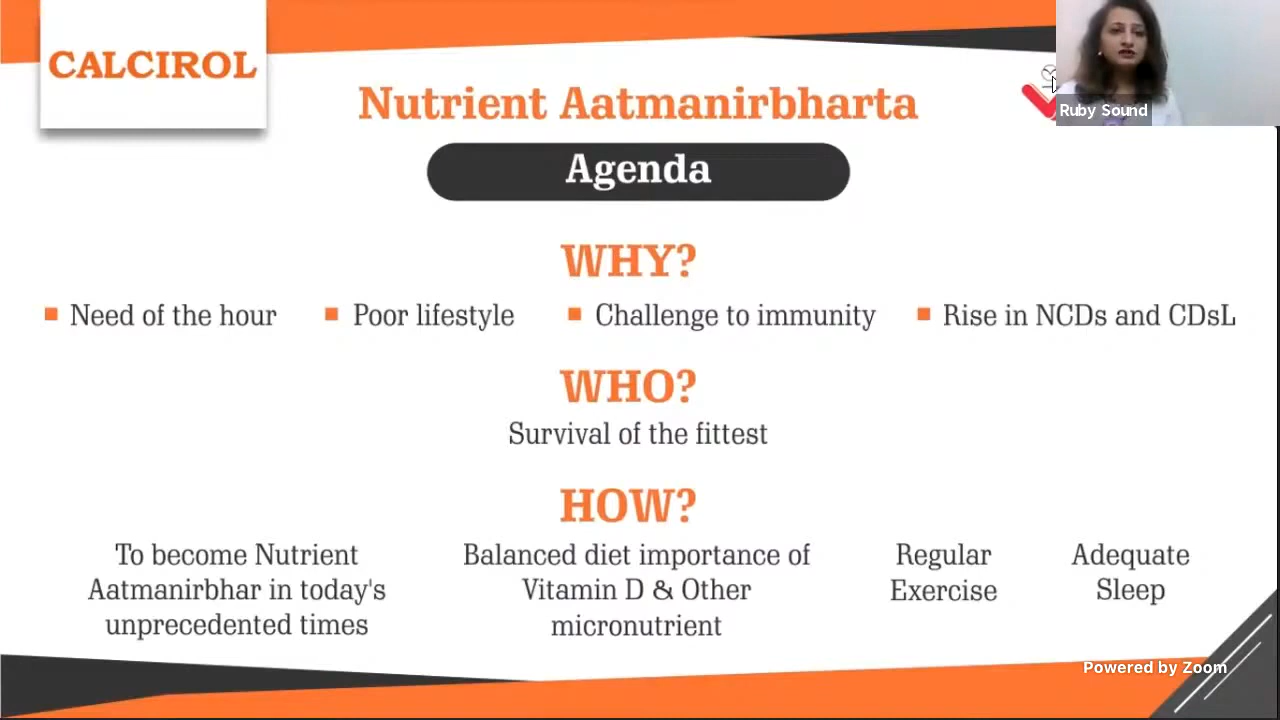 CALCIROL
Nutrient Aatmanirbharta
Ruby Sound
Agenda
WHY?
Need of the hour
Poor lifestyle
Challenge to immunity
Rise in NCDs and CDsL
WHO?
Survival of the fittest
HOW?
To become Nutrient
Aatmanirbhar in today's
unprecedented times
Balanced diet importance of
Vitamin D & Other
micronutrient
Regular
Exercise
Adequate
Sleep
Powered by Zoom